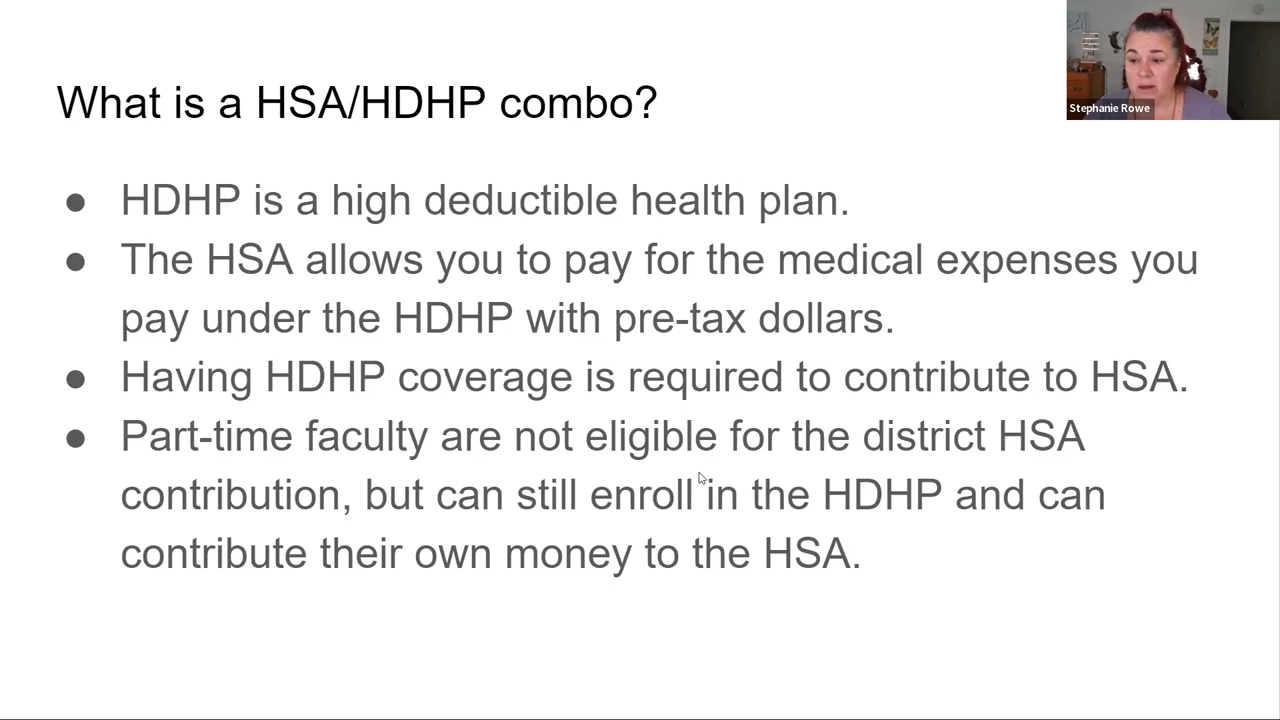 What is a HSA/HDHP combo?
Stephanie Rowe
● HDHP is a high deductible health plan.
● The HSA allows you to pay for the medical expenses you
pay under the HDHP with pre-tax dollars.
● Having HDHP coverage is required to contribute to HSA.
● Part-time faculty are not eligible for the district HSA
contribution, but can still enroll in the HDHP and can
contribute their own money to the HSA.